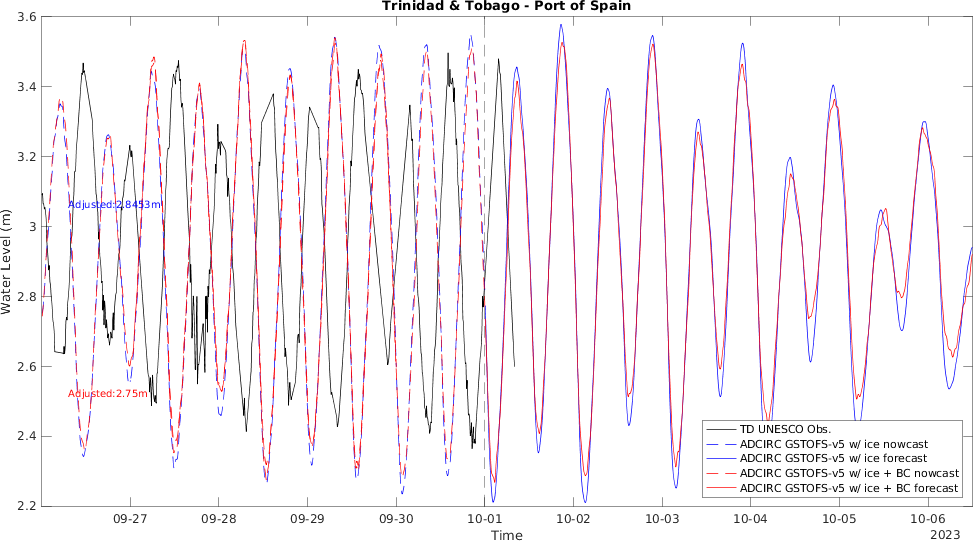 Trinidad & Tobago - Port of Spain
3.6
3.4
3.2
3
2.8
2.6
2.4
2.2
Water Level (m)
Adjusted:2.8453m
Adjusted:2.75m
TD UNESCO Obs.
ADCIRC GSTOFS-v5 w/ ice nowcast
ADCIRC GSTOFS-v5 w/ ice forecast
ADCIRC GSTOFS-v5 w/ ice + BC nowcast
ADCIRC GSTOFS-v5 w/ ice + BC forecast
09-27 09-28 09-29 09-30 10-01 10-02 10-03 10-04 10-05 10-06
2023
Time